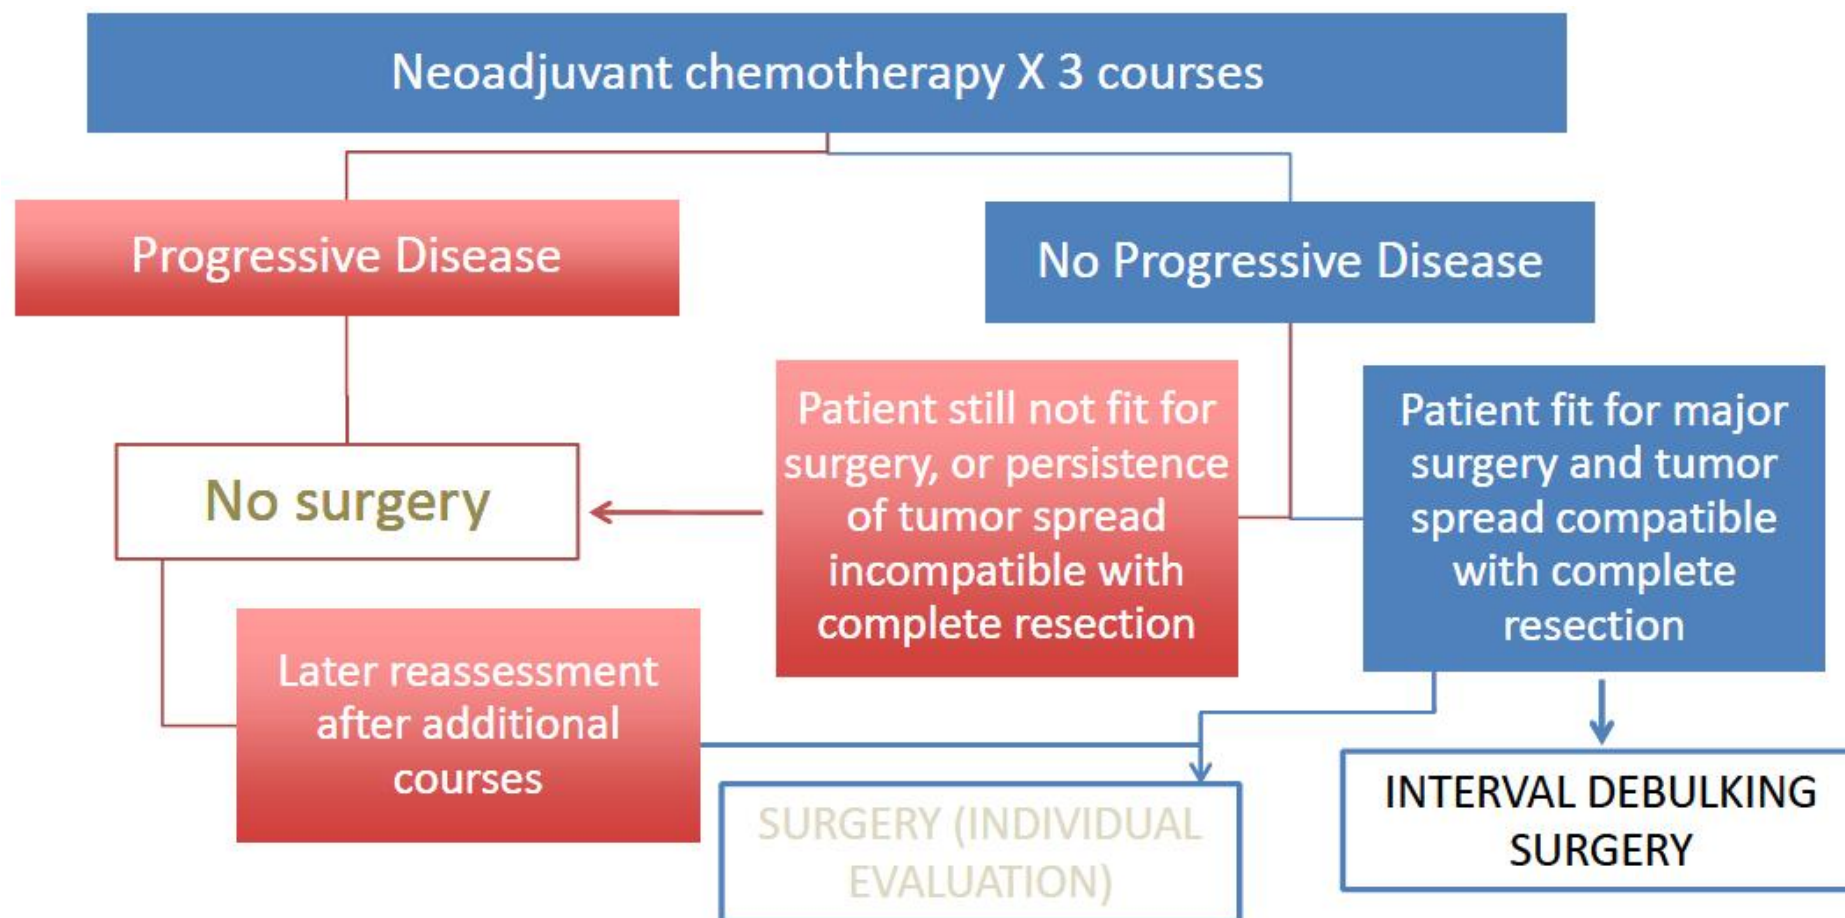 Neoadjuvant chemotherapy X 3 courses
Progressive Disease
No Progressive Disease
Patient still not fit for
surgery, or persistence
of tumor spread
incompatible with
complete resection
Patient fit for major
surgery and tumor
spread compatible
with complete
resection
No surgery
Later reassessment
after additional
courses
SURGERY (INDIVIDUAL
EVALUATION)
INTERVAL DEBULKING
SURGERY